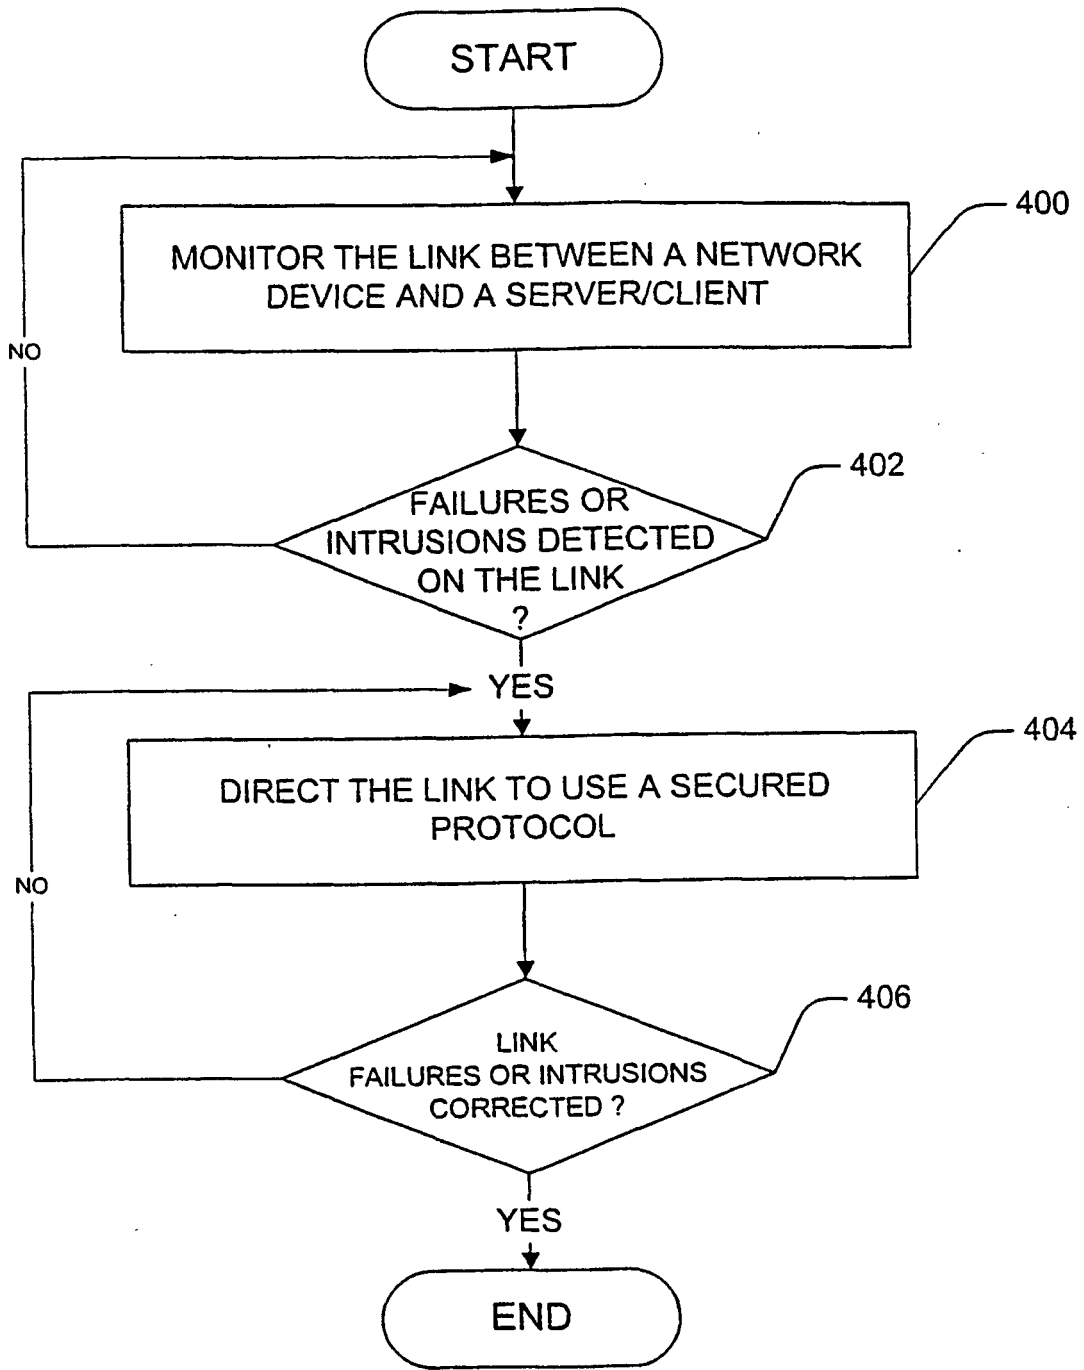 START
400
MONITOR THE LINK BETWEEN A NETWORK
DEVICE AND A SERVER/CLIENT
NO
402
FAILURES OR
INTRUSIONS DETECTED
ON THE LINK
?
YES
404
DIRECT THE LINK TO USE A SECURED
PROTOCOL
NO
406
LINK
FAILURES OR INTRUSIONS
CORRECTED ?
YES
END